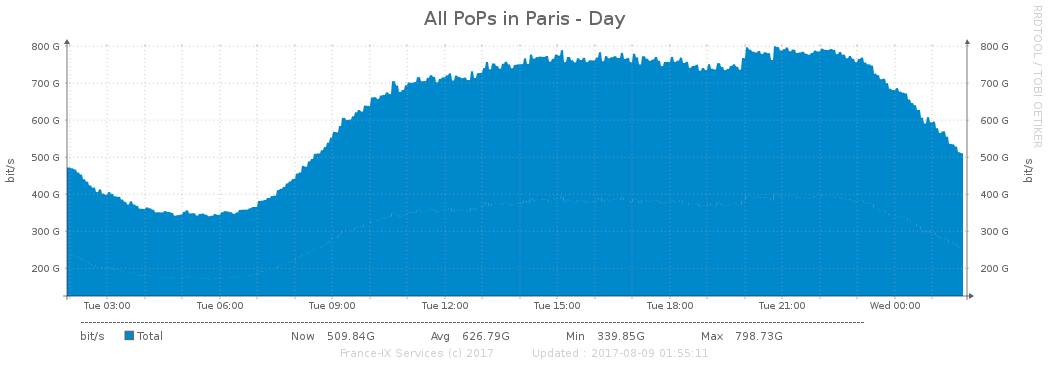 All PoPs in Paris - Day
RRDTOOL / TOBI OETIKER
800 G 800 G
700 G 700 G
600 G 600 G
500 G 500 G
400 G 400 G
300 G 300 G
200 G 200 G
bit/s
bit/s
Tue 03:00 Tue 06:00 Tue 09:00 Tue 12:00 Tue 15:00 Tue 18:00 Tue 21:00 Wed 00:00
bit/s Total Now 509.84G Avg 626.79G Min 339.85G Max 798.73G
France-IX Services (c) 2017 Updated : 2017-08-09 01:55:11